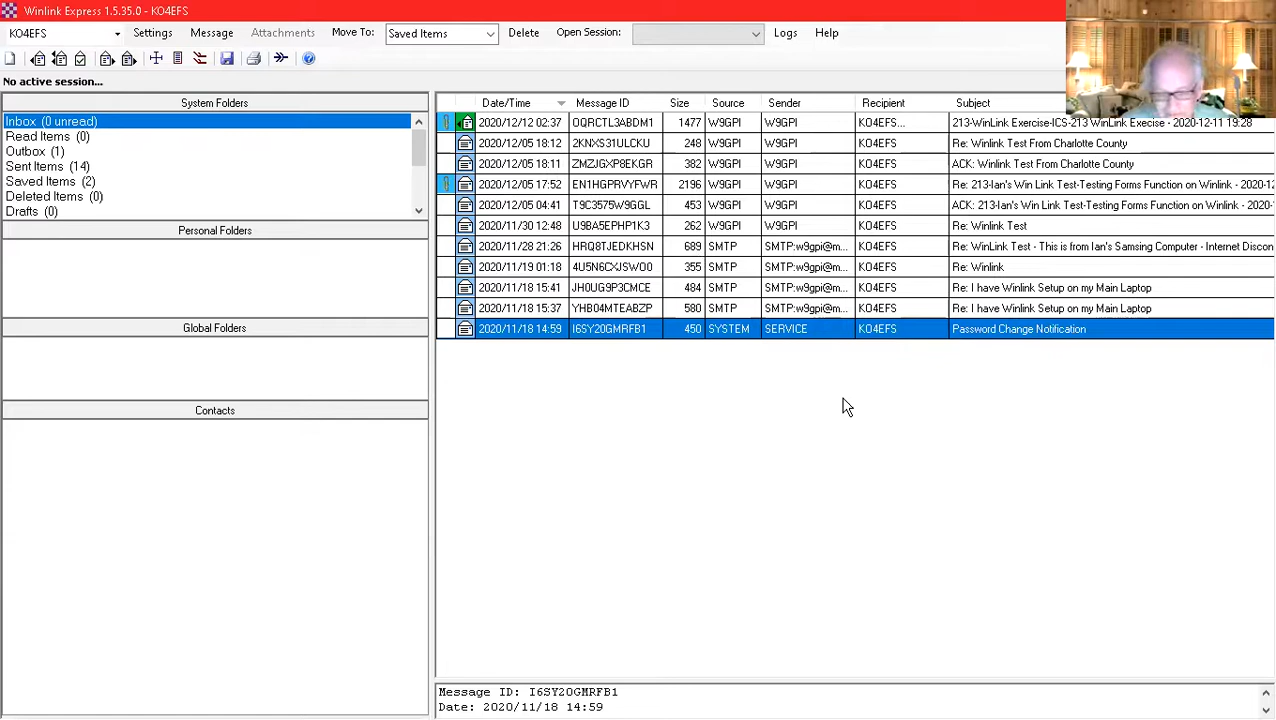 Winlink Express 1.5.35.0 - KO4EFS
KO4EFS Settings Message Attachments Move To: Saved Items Delete Open Session: Logs Help
No active session...
System Folders
Inbox (0 unread)
Read Items (0)
Outbox (1)
Sent Items (14)
Saved Items (2)
Deleted Items (0)
Drafts (0)
Personal Folders
Global Folders
Contacts
Date/Time Message ID Size Source Sender Recipient Subject
2020/12/12 02:37 OQRCTL3ABDM1 1477 W9GPI W9GPI KO4EFS... 213-WinLink Exercise-ICS-213 WinLink Execise - 2020-12-11 19:28
2020/12/05 18:12 2KNXS31ULCKU 248 W9GPI W9GPI KO4EFS Re: Winlink Test From Charlotte County
2020/12/05 18:11 ZMZJGXP8EKGR 382 W9GPI W9GPI KO4EFS ACK: Winlink Test From Charlotte County
2020/12/05 17:52 EN1HGPRVYFWR 2196 W9GPI W9GPI KO4EFS Re: 213-Ian's Win Link Test-Testing Forms Function on Winlink - 2020-12
2020/12/05 04:41 T9C3575W9GGL 453 W9GPI W9GPI KO4EFS ACK: 213-Ian's Win Link Test-Testing Forms Function on Winlink - 2020-
2020/11/30 12:48 U9BA5EPHP1K3 262 W9GPI W9GPI KO4EFS Re: Winlink Test
2020/11/28 21:26 HRQ8TJEDKHSN 689 SMTP SMTP:w9gpi@m... KO4EFS Re: WinLink Test - This is from Ian's Samsing Computer - Internet Discon
2020/11/19 01:18 4U5N6CXJSWO0 355 SMTP SMTP:w9gpi@m... KO4EFS Re: Winlink
2020/11/18 15:41 JH0UG9P3CMCE 484 SMTP SMTP:w9gpi@m... KO4EFS Re: I have Winlink Setup on my Main Laptop
2020/11/18 15:37 YHB04MTEABZP 580 SMTP SMTP:w9gpi@m... KO4EFS Re: I have Winlink Setup on my Main Laptop
2020/11/18 14:59 I6SY2OGMRFB1 450 SYSTEM SERVICE KO4EFS Password Change Notification
Message ID: I6SY2OGMRFB1
Date: 2020/11/18 14:59